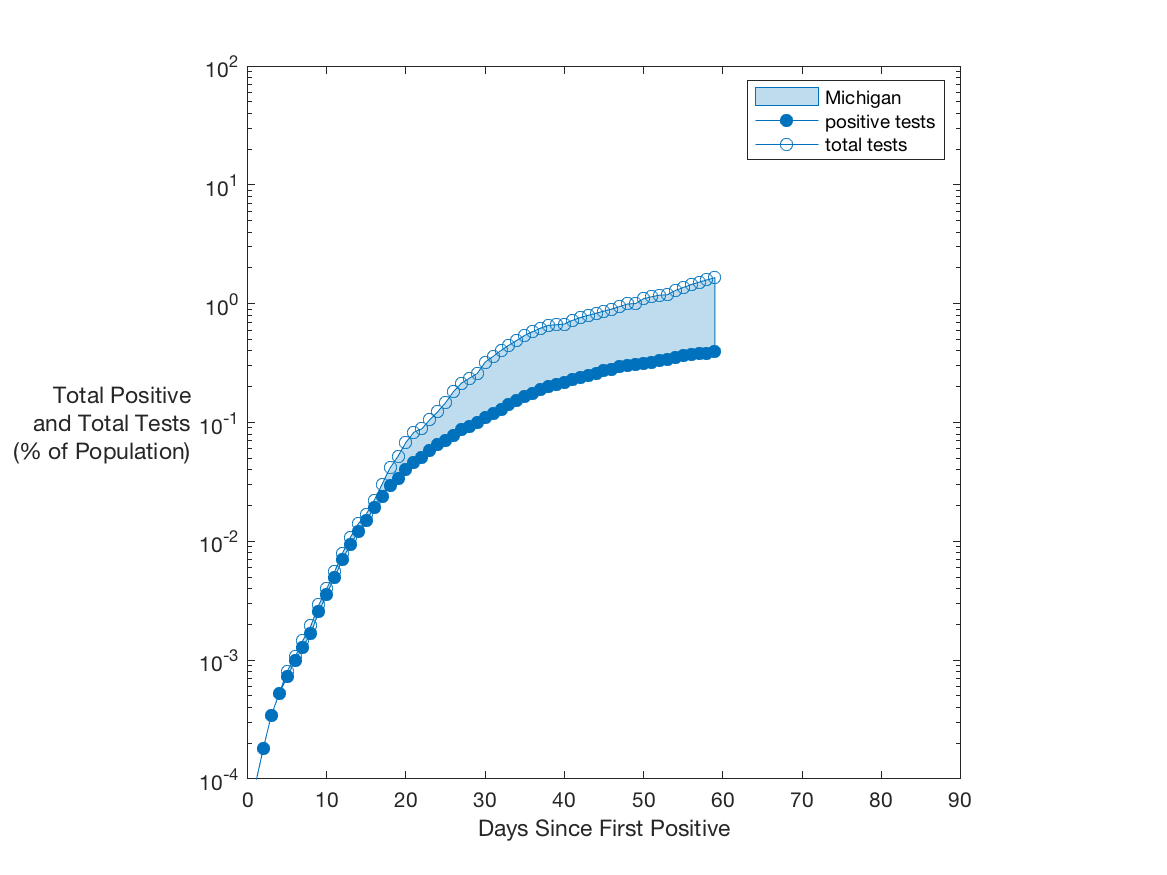 10^2
10^1
10^0
10^-1
10^-2
10^-3
10^-4
Total Positive
and Total Tests
(% of Population)
Michigan
positive tests
total tests
0 10 20 30 40 50 60 70 80 90
Days Since First Positive